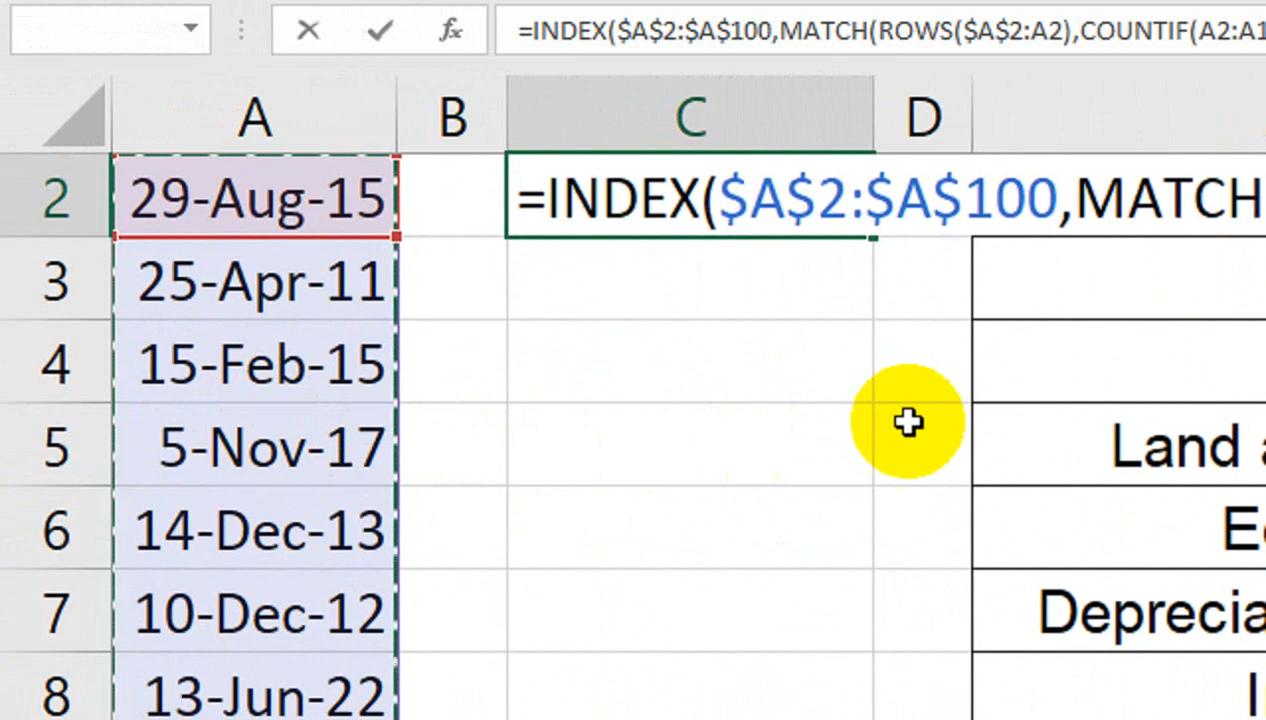 =INDEX($A$2:$A$100,MATCH(ROWS($A$2:A2),COUNTIF(A2:A1
A B C D
2 29-Aug-15 =INDEX($A$2:$A$100,MATCH
3 25-Apr-11
4 15-Feb-15
5 5-Nov-17 Land a
6 14-Dec-13 Ec
7 10-Dec-12 Deprecia
8 13-Jun-22 I